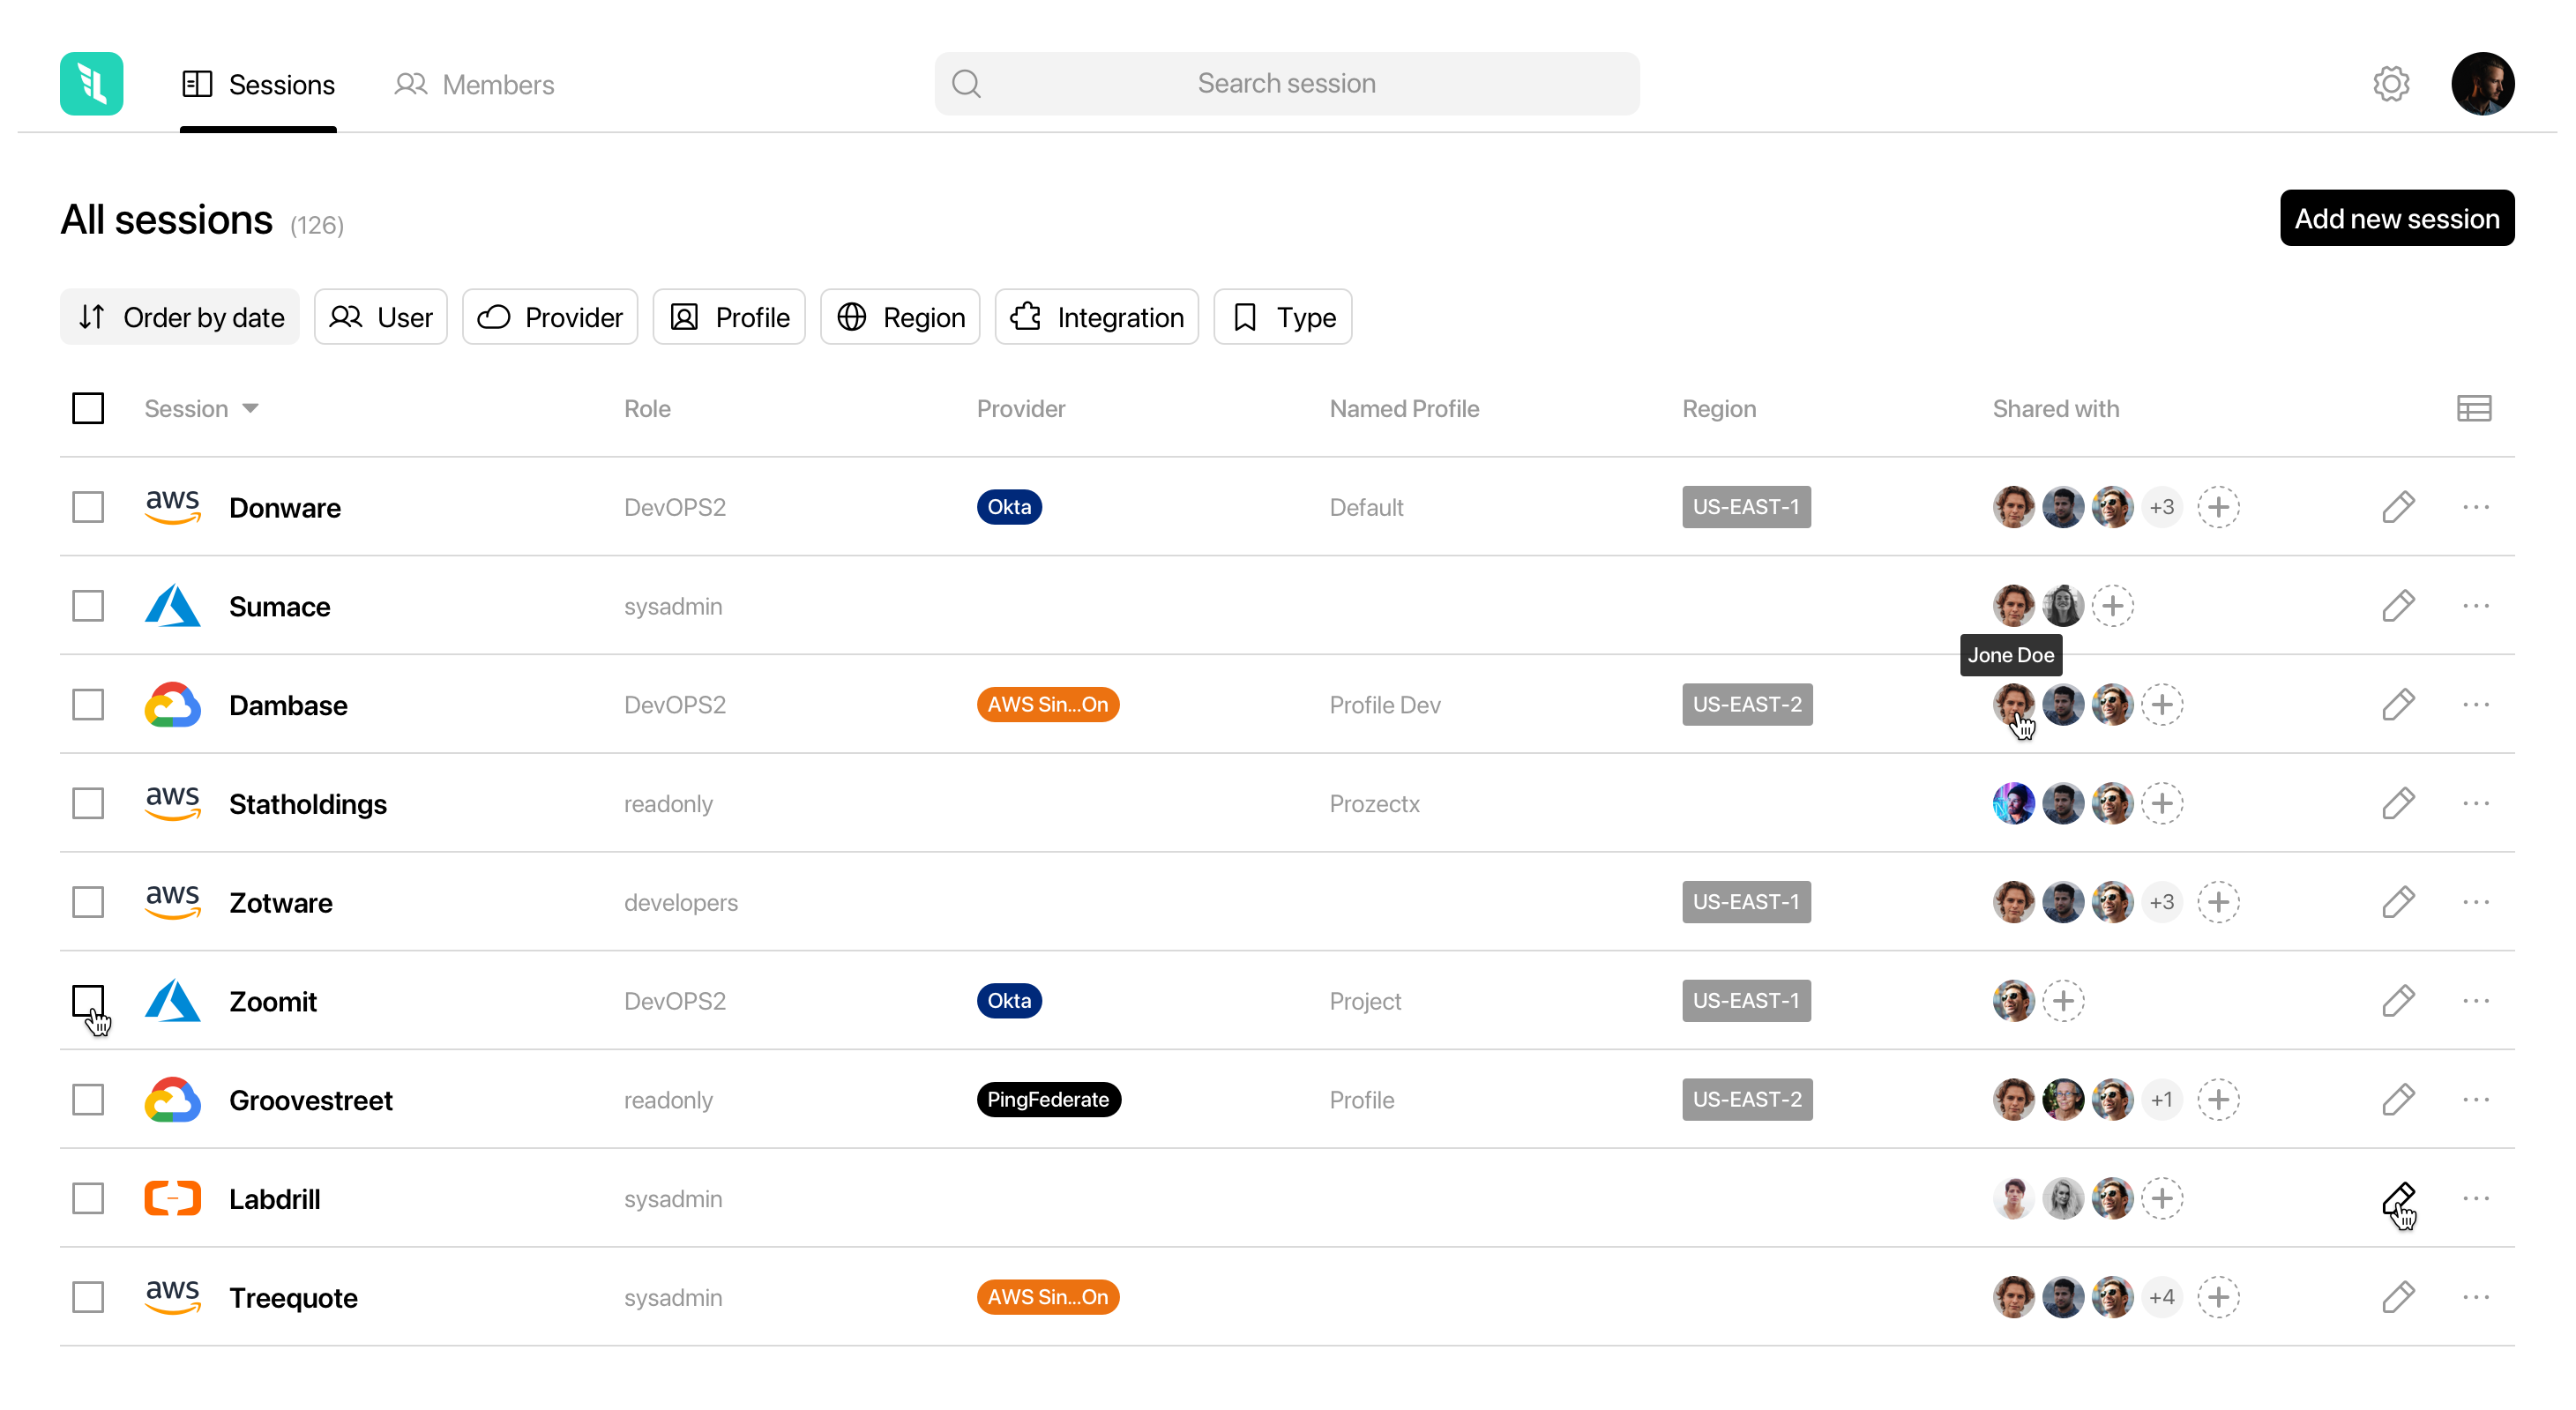 Sessions Members Search session
All sessions (126) Add new session
Order by date User Provider Profile Region Integration Type
Session Role Provider Named Profile Region Shared with
aws Donware DevOPS2 Okta Default US-EAST-1 +3
Sumace sysadmin
Jone Doe
Dambase DevOPS2 AWS Sin...On Profile Dev US-EAST-2
aws Statholdings readonly Prozectx
aws Zotware developers US-EAST-1 +3
Zoomit DevOPS2 Okta Project US-EAST-1
Groovestreet readonly PingFederate Profile US-EAST-2 +1
Labdrill sysadmin
aws Treequote sysadmin AWS Sin...On +4